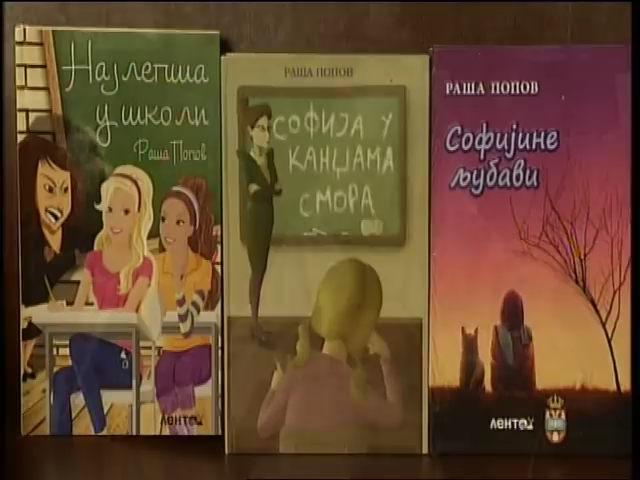 Најлепша
у школи
Раша Попов
ленто
РАША ПОПОВ
СОФИЈА У
КАНЏАМА
СМОРА
РАША ПОПОВ
Софијине
љубави
ленто